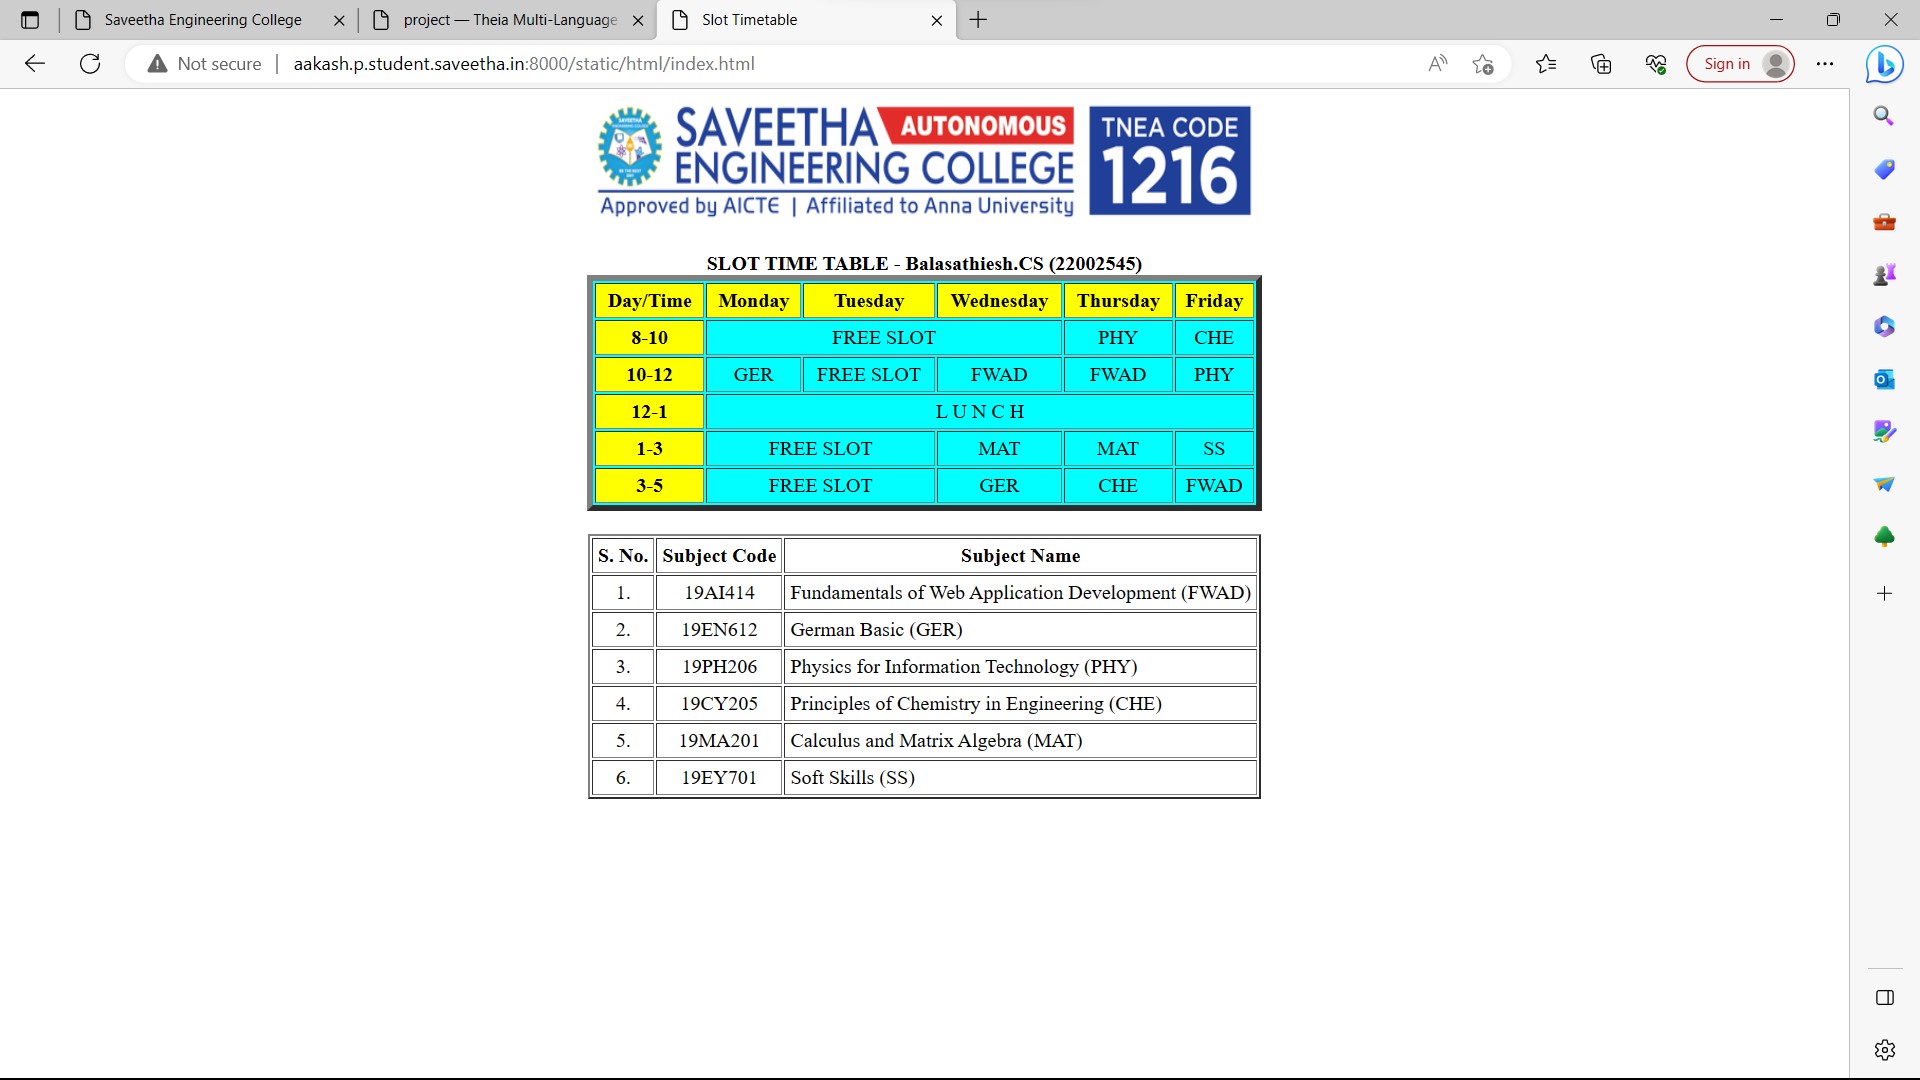 Saveetha Engineering College
project — Theia Multi-Language
Slot Timetable
Not secure aakash.p.student.saveetha.in:8000/static/html/index.html Sign in
SAVEETHA AUTONOMOUS
ENGINEERING COLLEGE
Approved by AICTE | Affiliated to Anna University
TNEA CODE
1216
SLOT TIME TABLE - Balasathiesh.CS (22002545)
Day/Time Monday Tuesday Wednesday Thursday Friday
8-10 FREE SLOT PHY CHE
10-12 GER FREE SLOT FWAD FWAD PHY
12-1 L U N C H
1-3 FREE SLOT MAT MAT SS
3-5 FREE SLOT GER CHE FWAD
S. No. Subject Code Subject Name
1. 19AI414 Fundamentals of Web Application Development (FWAD)
2. 19EN612 German Basic (GER)
3. 19PH206 Physics for Information Technology (PHY)
4. 19CY205 Principles of Chemistry in Engineering (CHE)
5. 19MA201 Calculus and Matrix Algebra (MAT)
6. 19EY701 Soft Skills (SS)